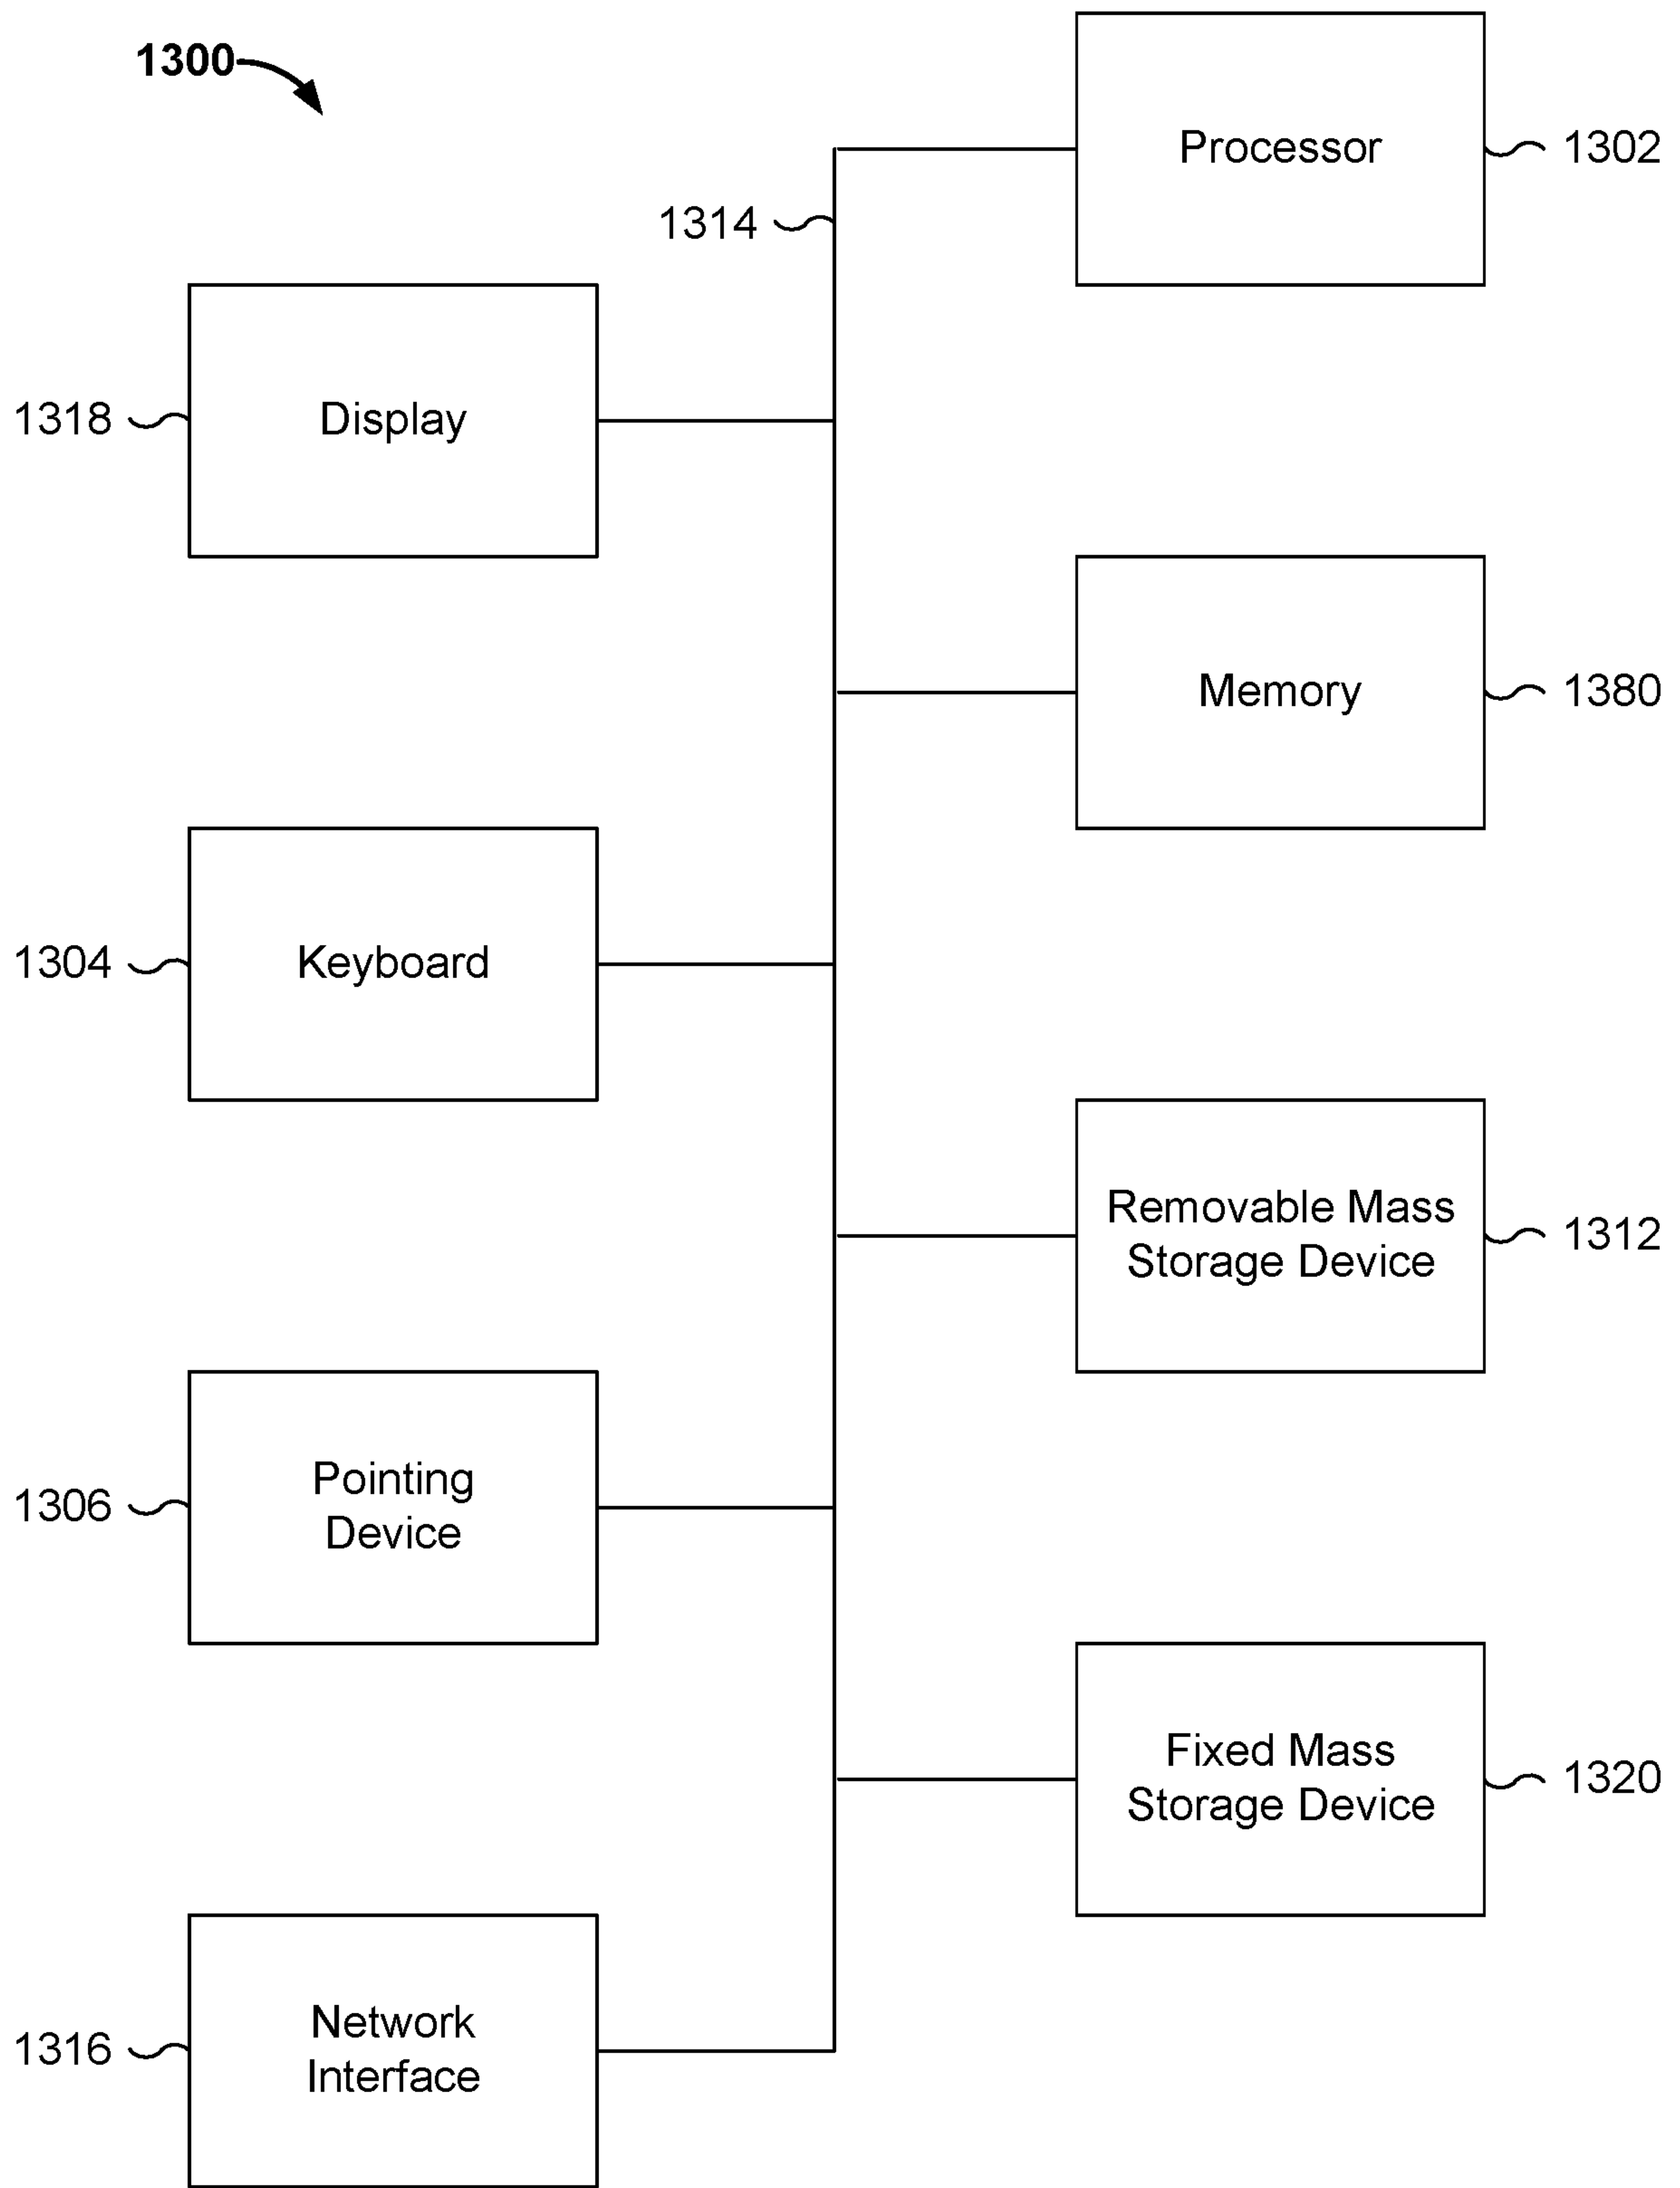 1300
Processor
1302
1314
1318
Display
Memory
1380
1304
Keyboard
Removable Mass
Storage Device
1312
1306
Pointing
Device
Fixed Mass
Storage Device
1320
1316
Network
Interface